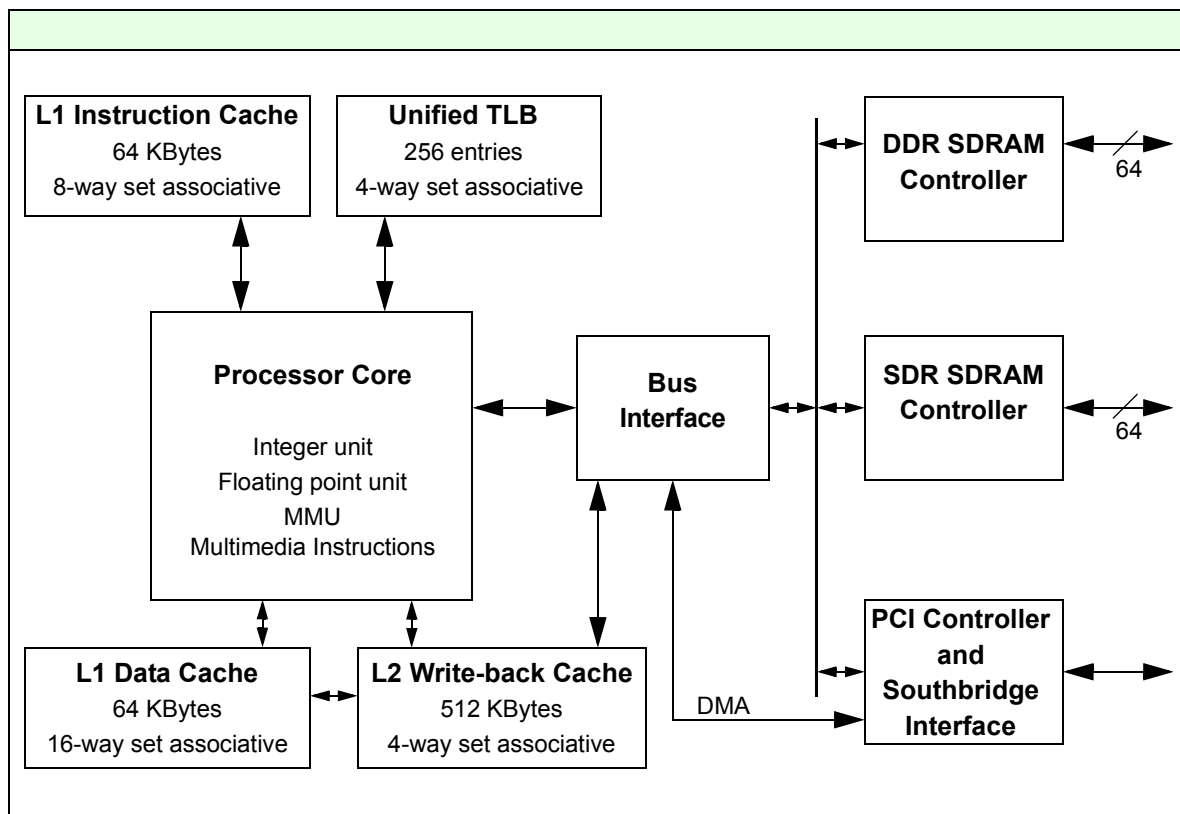 L1 Instruction Cache
64 KBytes
8-way set associative
Unified TLB
256 entries
4-way set associative
DDR SDRAM
Controller
64
Processor Core
Integer unit
Floating point unit
MMU
Multimedia Instructions
Bus
Interface
SDR SDRAM
Controller
64
L1 Data Cache
64 KBytes
16-way set associative
L2 Write-back Cache
512 KBytes
4-way set associative
DMA
PCI Controller
and
Southbridge
Interface